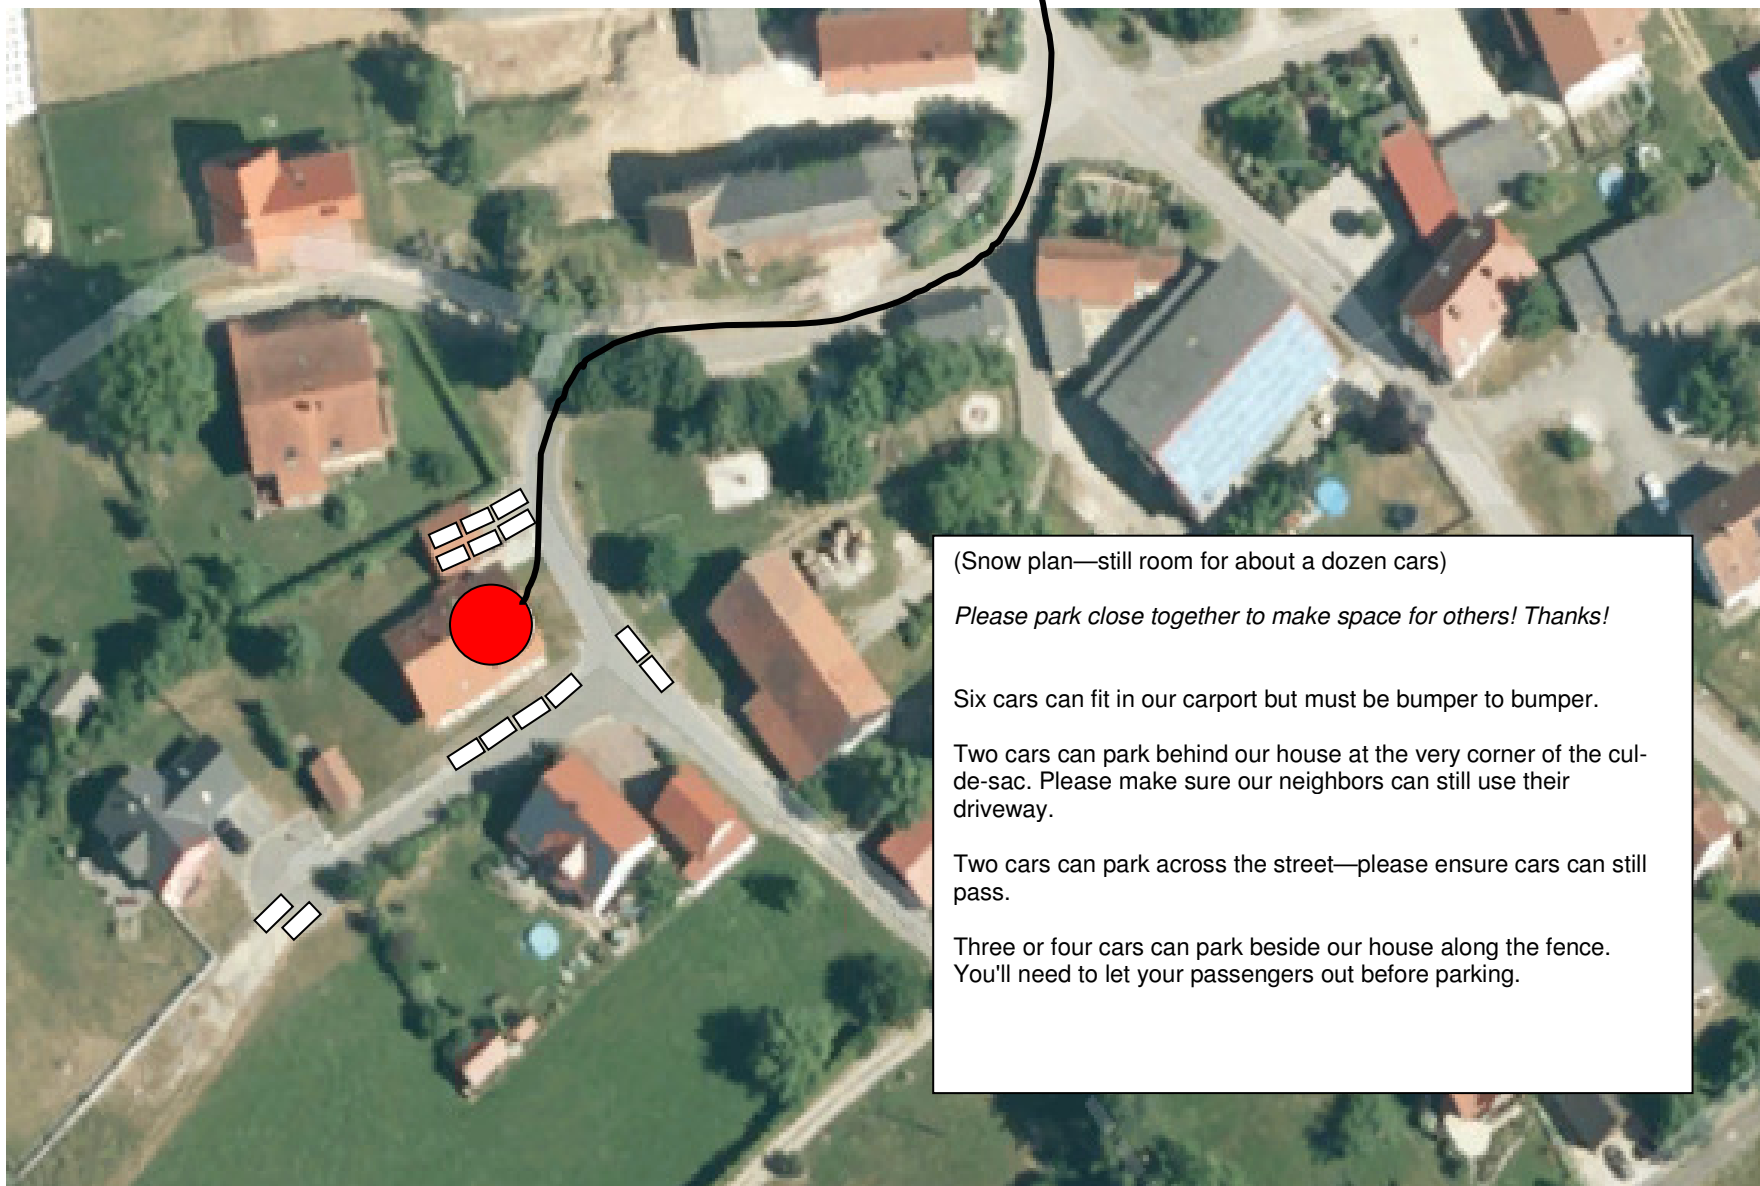 (Snow plan—still room for about a dozen cars)
Please park close together to make space for others! Thanks!
Six cars can fit in our carport but must be bumper to bumper.
Two cars can park behind our house at the very corner of the cul-
de-sac. Please make sure our neighbors can still use their
driveway.
Two cars can park across the street—please ensure cars can still
pass.
Three or four cars can park beside our house along the fence.
You'll need to let your passengers out before parking.